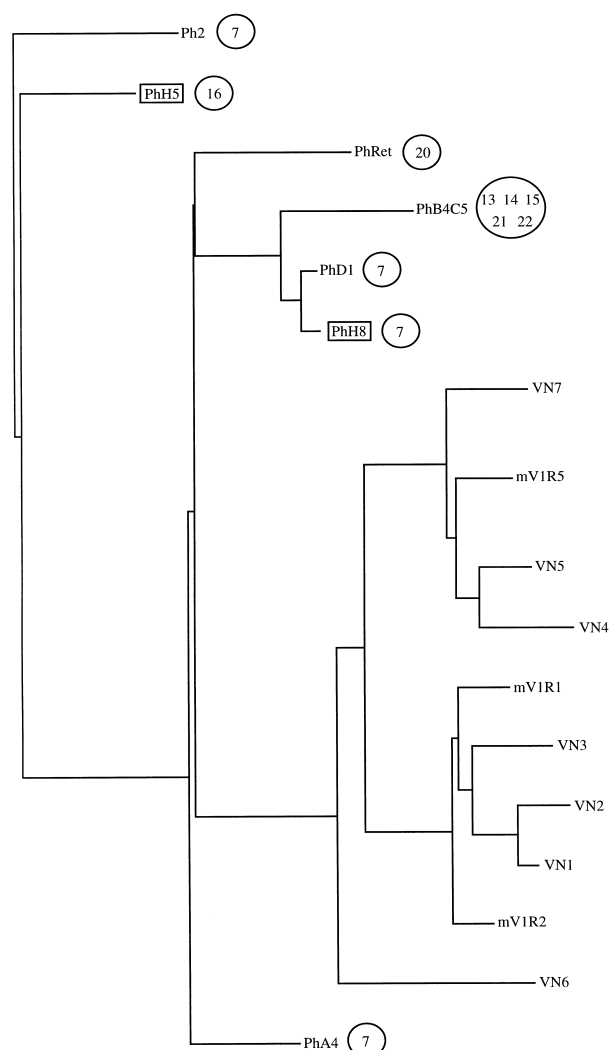 Ph2 7
PhH5 16
PhRet 20
13 14 15
PhB4C5
21 22
PhD1 7
PhH8 7
VN7
mV1R5
VN5
VN4
mV1R1
VN3
VN2
VN1
mV1R2
VN6
PhA4 7